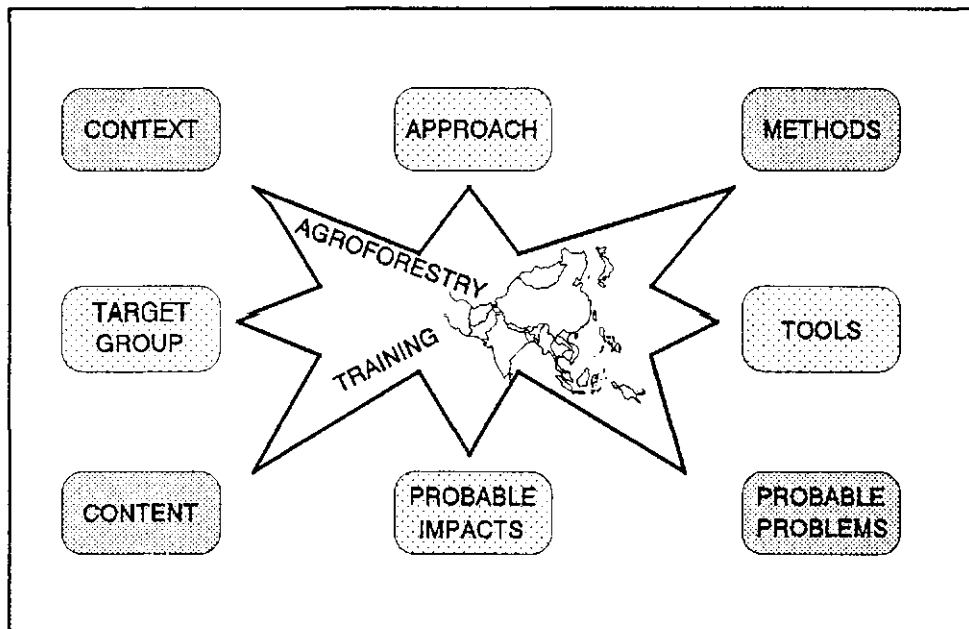 CONTEXT
APPROACH
METHODS
AGROFORESTRY
TRAINING
TARGET
GROUP
TOOLS
CONTENT
PROBABLE
IMPACTS
PROBABLE
PROBLEMS